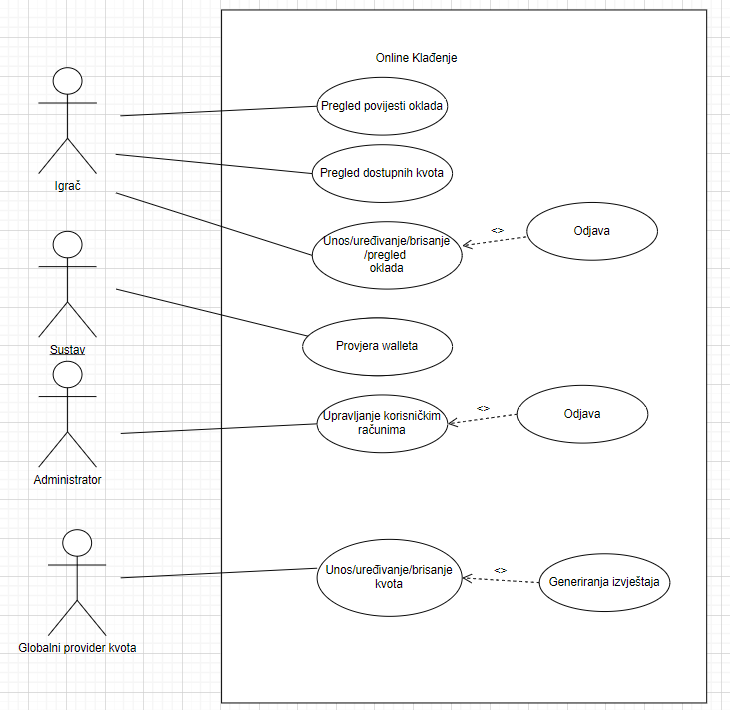 Online Klađenje
Pregled povijesti oklada
Igrač
Pregled dostupnih kvota
Unos/uređivanje/brisanje
/pregled
oklada
<>
Odjava
Sustav
Provjera walleta
Administrator
Upravljanje korisničkim
računima
<>
Odjava
Globalni provider kvota
Unos/uređivanje/brisanje
kvota
<>
Generiranja izvještaja